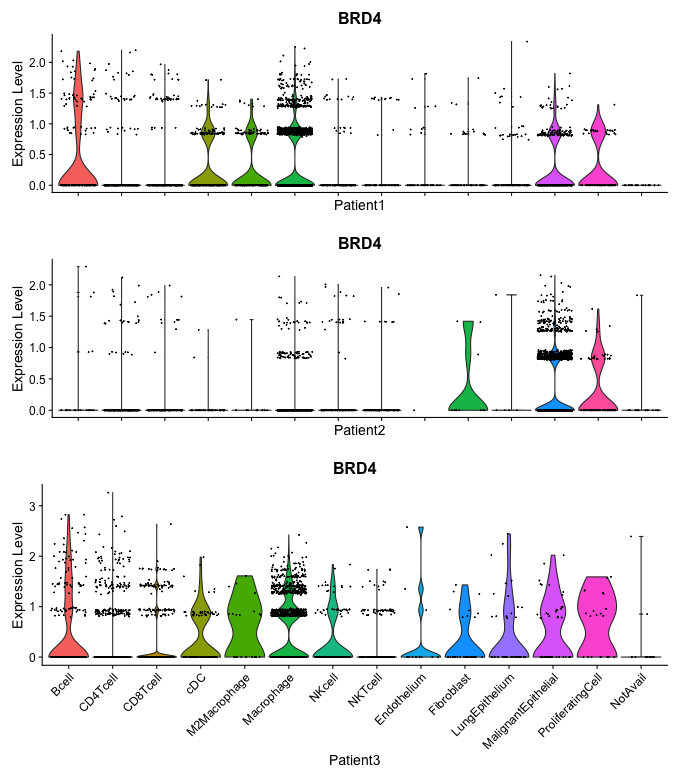 BRD4
Expression Level
2.0
1.5
1.0
0.5
0.0
Patient1
BRD4
Expression Level
2.0
1.5
1.0
0.5
0.0
Patient2
BRD4
Expression Level
3
2
1
0
Bcell
CD4Tcell
CD8Tcell
cDC
M2Macrophage
Macrophage
NKcell
NKTcell
Endothelium
Fibroblast
LungEpithelium
MalignantEpithelial
ProliferatingCell
NotAvail
Patient3